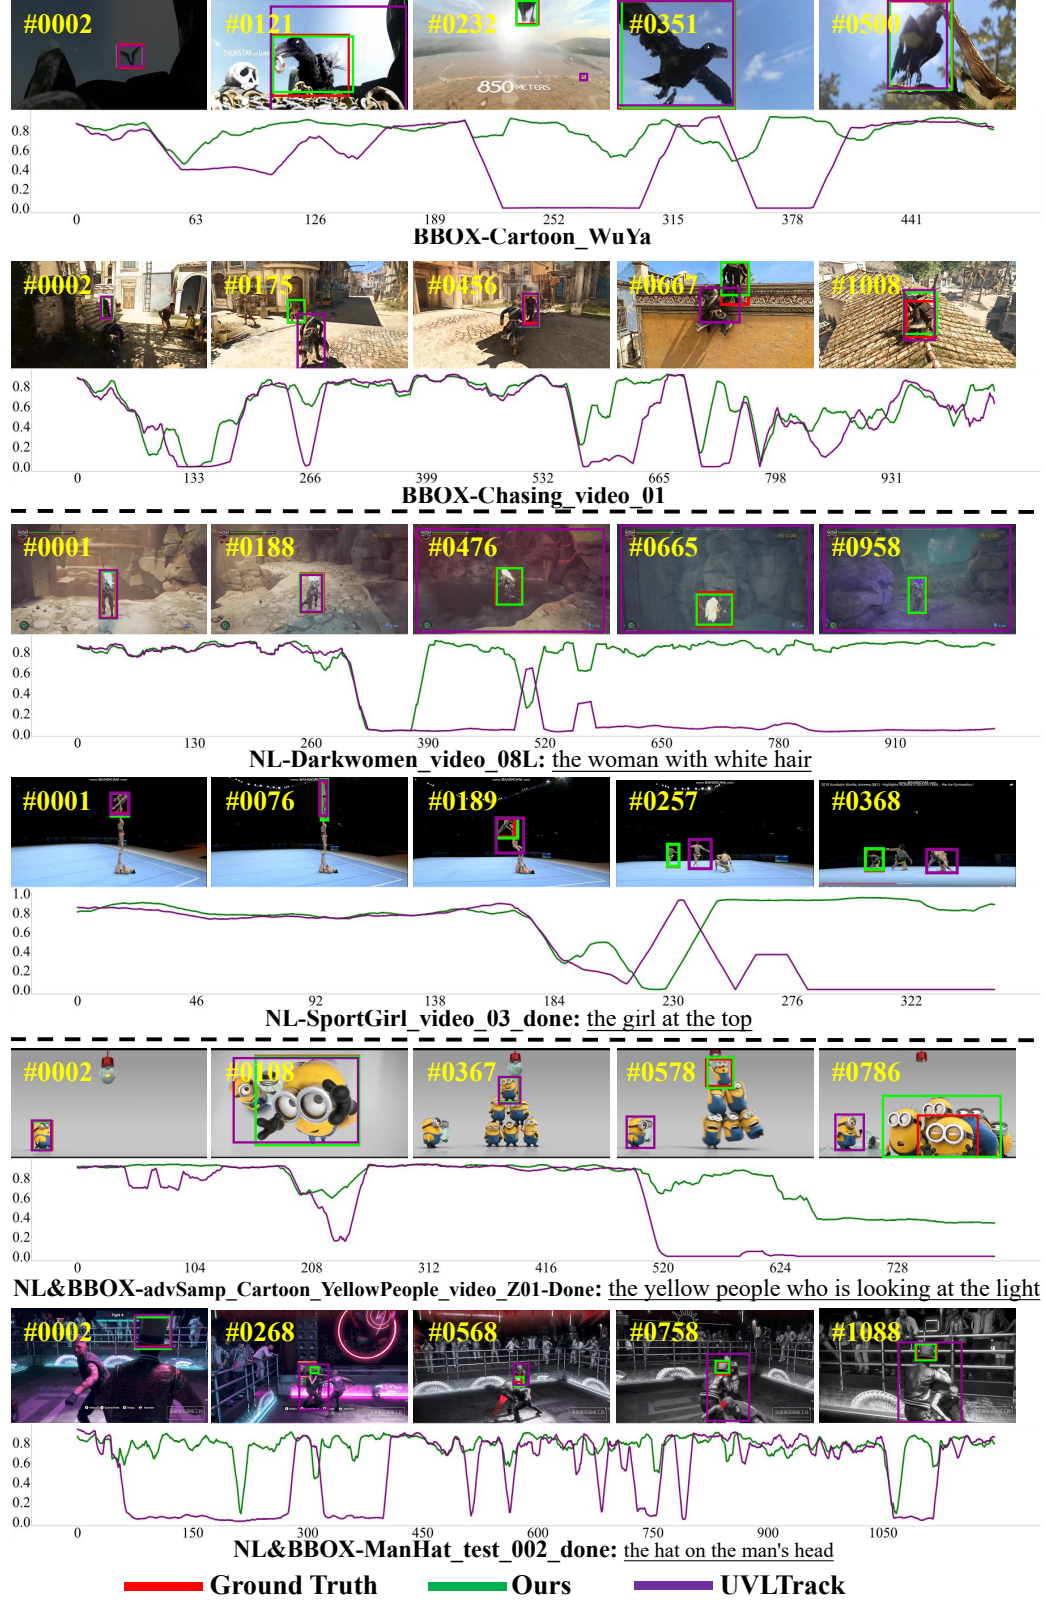 #0002 #0121 #0232 #0351 #0500
850 METERS
0.8
0.6
0.4
0.2
0.0
0 63 126 189 252 315 378 441
BBOX-Cartoon_WuYa
#0002 #0175 #0456 #0667 #1008
0.8
0.6
0.4
0.2
0.0
0 133 266 399 532 665 798 931
BBOX-Chasing_video_01
#0001 #0188 #0476 #0665 #0958
0.8
0.6
0.4
0.2
0.0
0 130 260 390 520 650 780 910
NL-Darkwomen_video_08L: the woman with white hair
#0001 #0076 #0189 #0257 #0368
1.0
0.8
0.6
0.4
0.2
0.0
0 46 92 138 184 230 276 322
NL-SportGirl_video_03_done: the girl at the top
#0002 #0108 #0367 #0578 #0786
0.8
0.6
0.4
0.2
0.0
0 104 208 312 416 520 624 728
NL&BBOX-advSamp_Cartoon_YellowPeople_video_Z01-Done: the yellow people who is looking at the light
#0002 #0268 #0568 #0758 #1088
0.8
0.6
0.4
0.2
0.0
0 150 300 450 600 750 900 1050
NL&BBOX-ManHat_test_002_done: the hat on the man's head
Ground Truth Ours UVLTrack